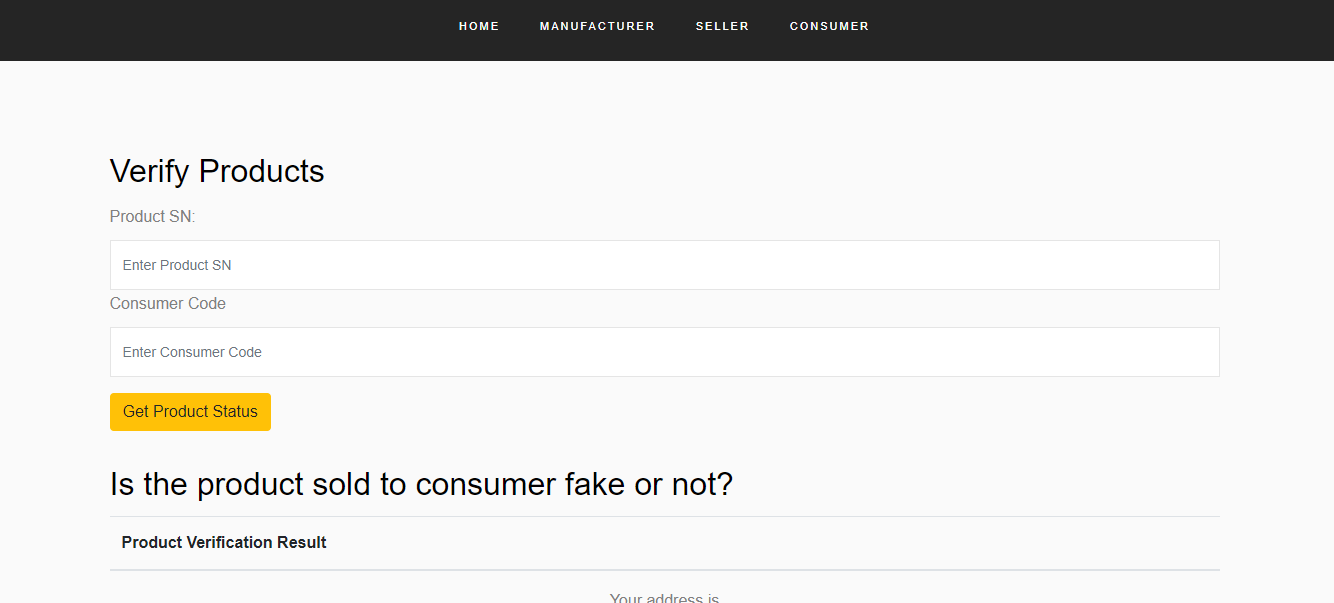 HOME MANUFACTURER SELLER CONSUMER
Verify Products
Product SN:
Enter Product SN
Consumer Code
Enter Consumer Code
Get Product Status
Is the product sold to consumer fake or not?
Product Verification Result
Your address is